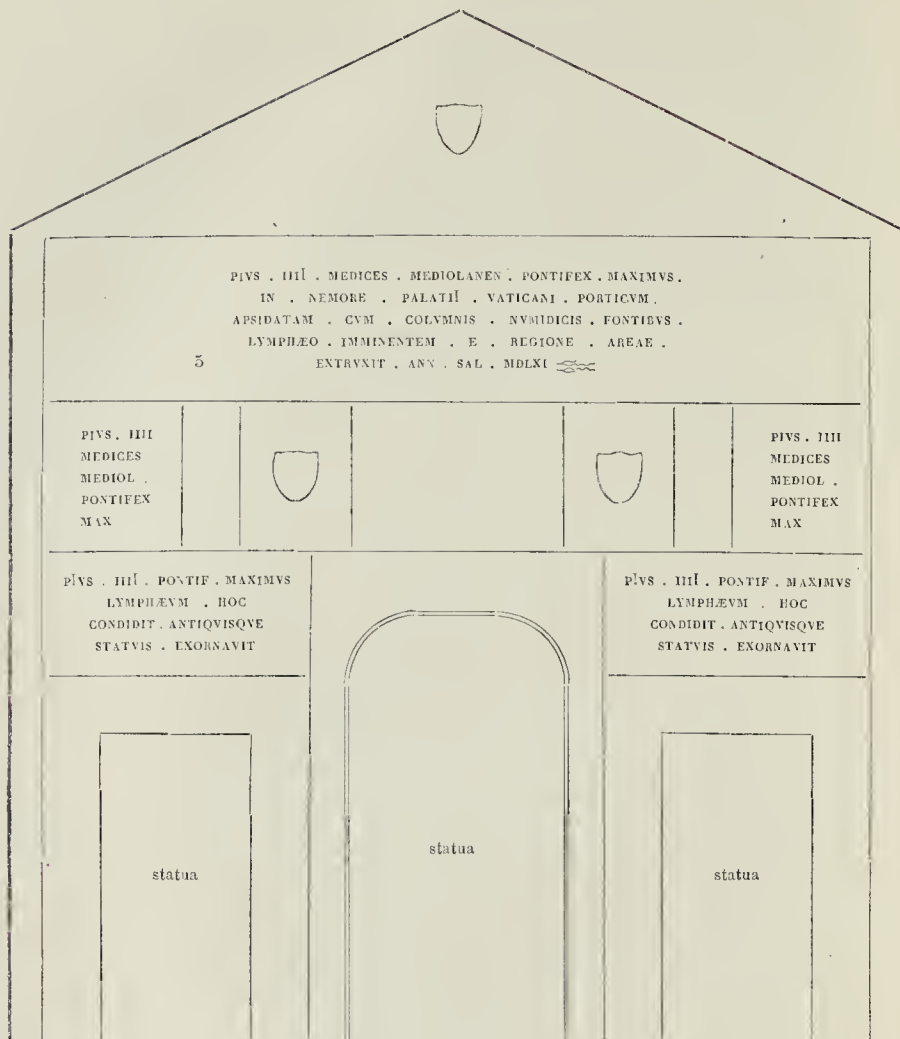 PIVS . IIII . MEDICES . MEDIOLANEN . PONTIFEX . MAXIMVS .
IN . NEMORE . PALATII . VATICANI . PORTICVM .
APSIDATAM . CVM . COLVMNIS . NVMIDICIS . FONTIBVS .
LYMPHÆO . IMMINENTEM . E . REGIONE . AREAE .
5 EXTRVXIT . ANN . SAL . MDLXI
PIVS . IIII
MEDICES
MEDIOL .
PONTIFEX
MAX
PIVS . IIII
MEDICES
MEDIOL .
PONTIFEX
MAX
PIVS . IIII . PONTIF . MAXIMVS
LYMPHÆVM . HOC
CONDIDIT . ANTIQVISQVE
STATVIS . EXORNAVIT
PIVS . IIII . PONTIF . MAXIMVS
LYMPHÆVM . HOC
CONDIDIT . ANTIQVISQVE
STATVIS . EXORNAVIT
statua
statua
statua